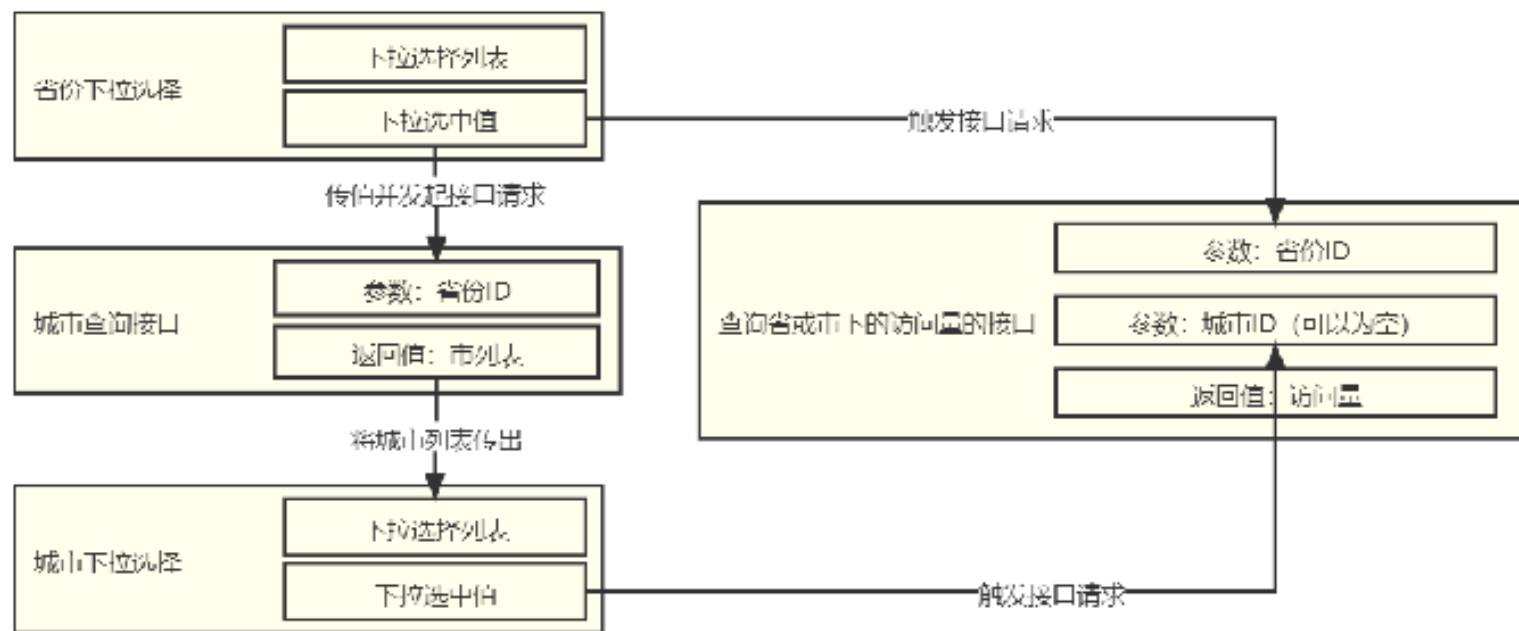 省份下拉选择
下拉选择列表
下拉选中值
触发接口请求
传值并发起接口请求
城市查询接口
参数：省份ID
返回值：市列表
将城市列表传出
城市下拉选择
下拉选择列表
下拉选中值
触发接口请求
查询省或市下的访问量的接口
参数：省份ID
参数：城市ID（可以为空）
返回值：访问量